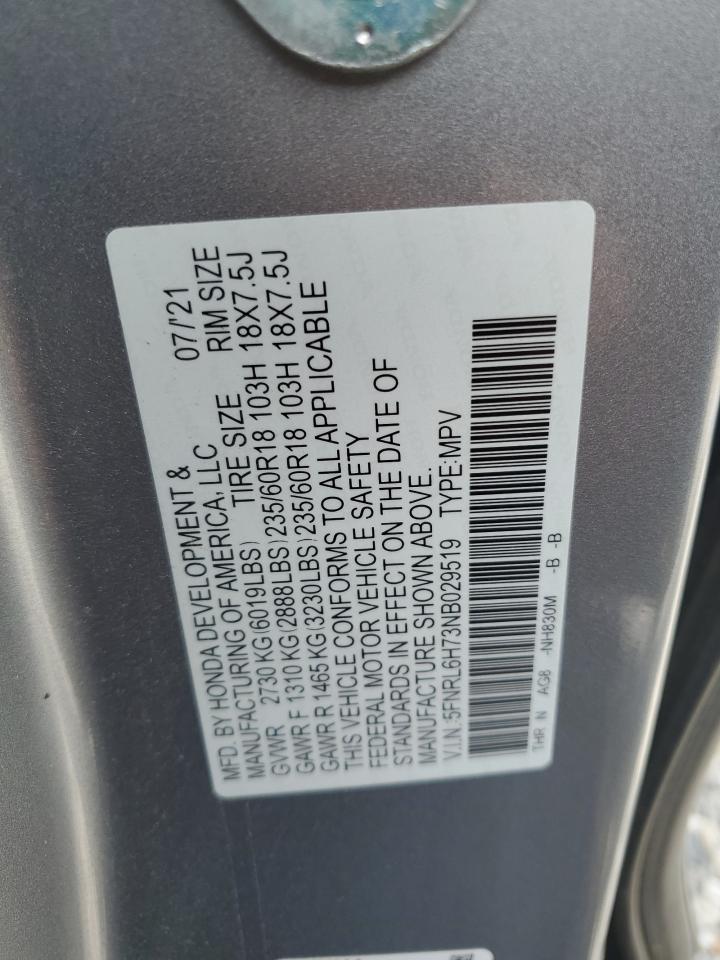 MFD. BY HONDA DEVELOPMENT & 07/'21
MANUFACTURING OF AMERICA, LLC RIM SIZE
GVWR 2730 KG(6019LBS) TIRE SIZE
GAWR F 1310 KG(2888LBS)235/60R18 103H 18X7.5J
GAWR R 1465 KG(3230LBS)235/60R18 103H 18X7.5J
THIS VEHICLE CONFORMS TO ALL APPLICABLE
FEDERAL MOTOR VEHICLE SAFETY
STANDARDS IN EFFECT ON THE DATE OF
MANUFACTURE SHOWN ABOVE.
V.I.N.:5FNRL6H73NB029519 TYPE:MPV
THR N AG8 -NH830M -B -B